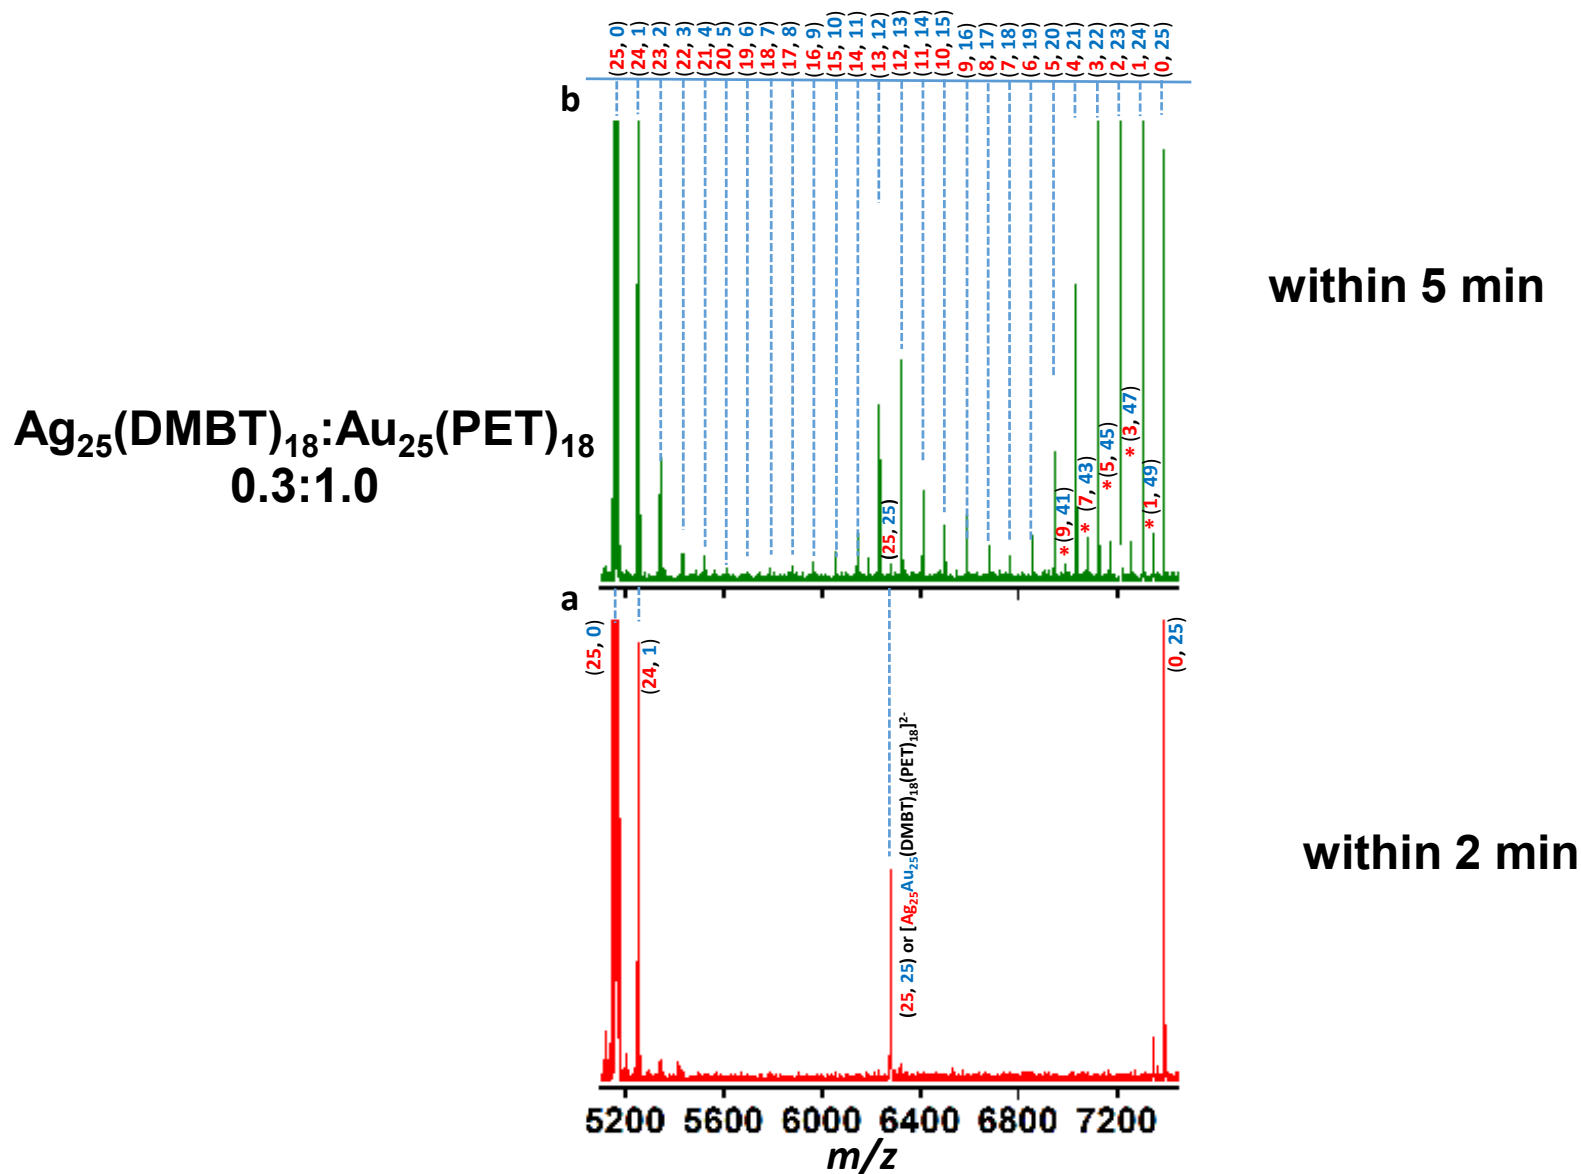 (25, 0)
(24, 1)
(23, 2)
(22, 3)
(21, 4)
(20, 5)
(19, 6)
(18, 7)
(17, 8)
(16, 9)
(15, 10)
(14, 11)
(13, 12)
(12, 13)
(11, 14)
(10, 15)
(9, 16)
(8, 17)
(7, 18)
(6, 19)
(5, 20)
(4, 21)
(3, 22)
(2, 23)
(1, 24)
(0, 25)
b
within 5 min
(25, 25)
* (9, 41)
* (7, 43)
* (5, 45)
* (3, 47)
* (1, 49)
Ag25(DMBT)18:Au25(PET)18
0.3:1.0
a
(25, 0)
(24, 1)
(25, 25) or [Ag25Au25(DMBT)18(PET)18]2-
(0, 25)
within 2 min
5200 5600 6000 6400 6800 7200
m/z